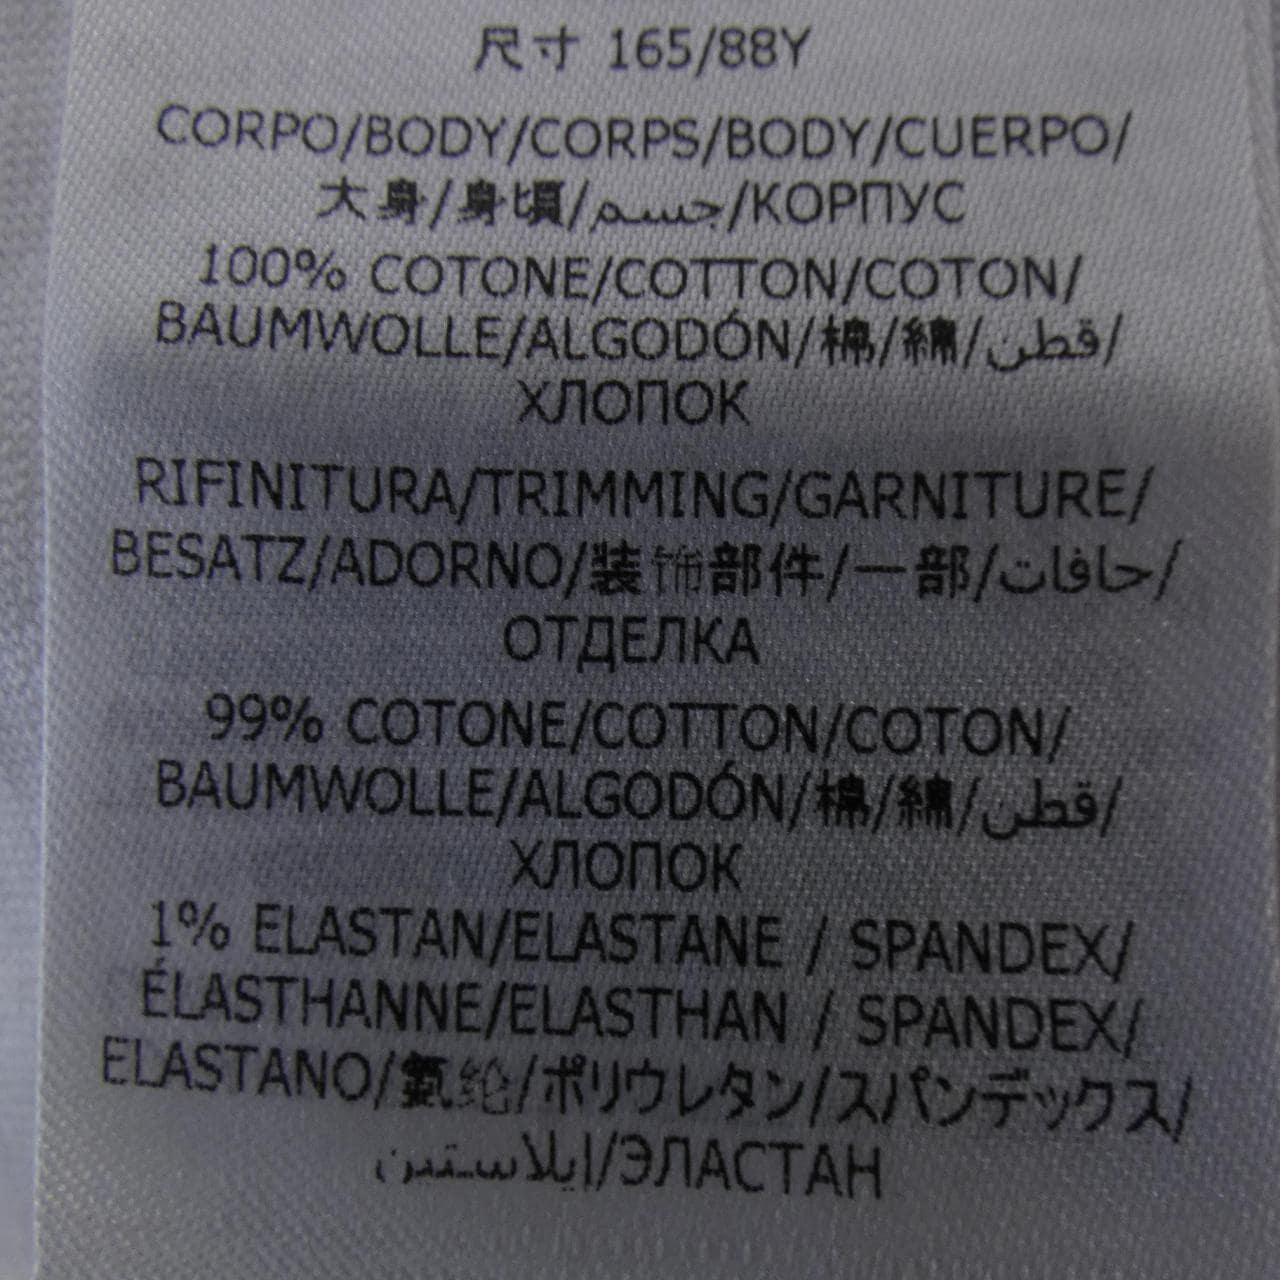 尺寸 165/88Y
CORPO/BODY/CORPS/BODY/CUERPO/
大身/身頃/جسم/КОРПУС
100% COTONE/COTTON/COTON/
BAUMWOLLE/ALGODÓN/棉/綿/قطن/
ХЛОПОК
RIFINITURA/TRIMMING/GARNITURE/
BESATZ/ADORNO/装饰部件/一部/حافات/
ОТДЕЛКА
99% COTONE/COTTON/COTON/
BAUMWOLLE/ALGODÓN/棉/綿/قطن/
ХЛОПОК
1% ELASTAN/ELASTANE / SPANDEX/
ÉLASTHANNE/ELASTHAN / SPANDEX/
ELASTANO/氨纶/ポリウレタン/スパンデックス/
ايلاستين/ЭЛАСТАН